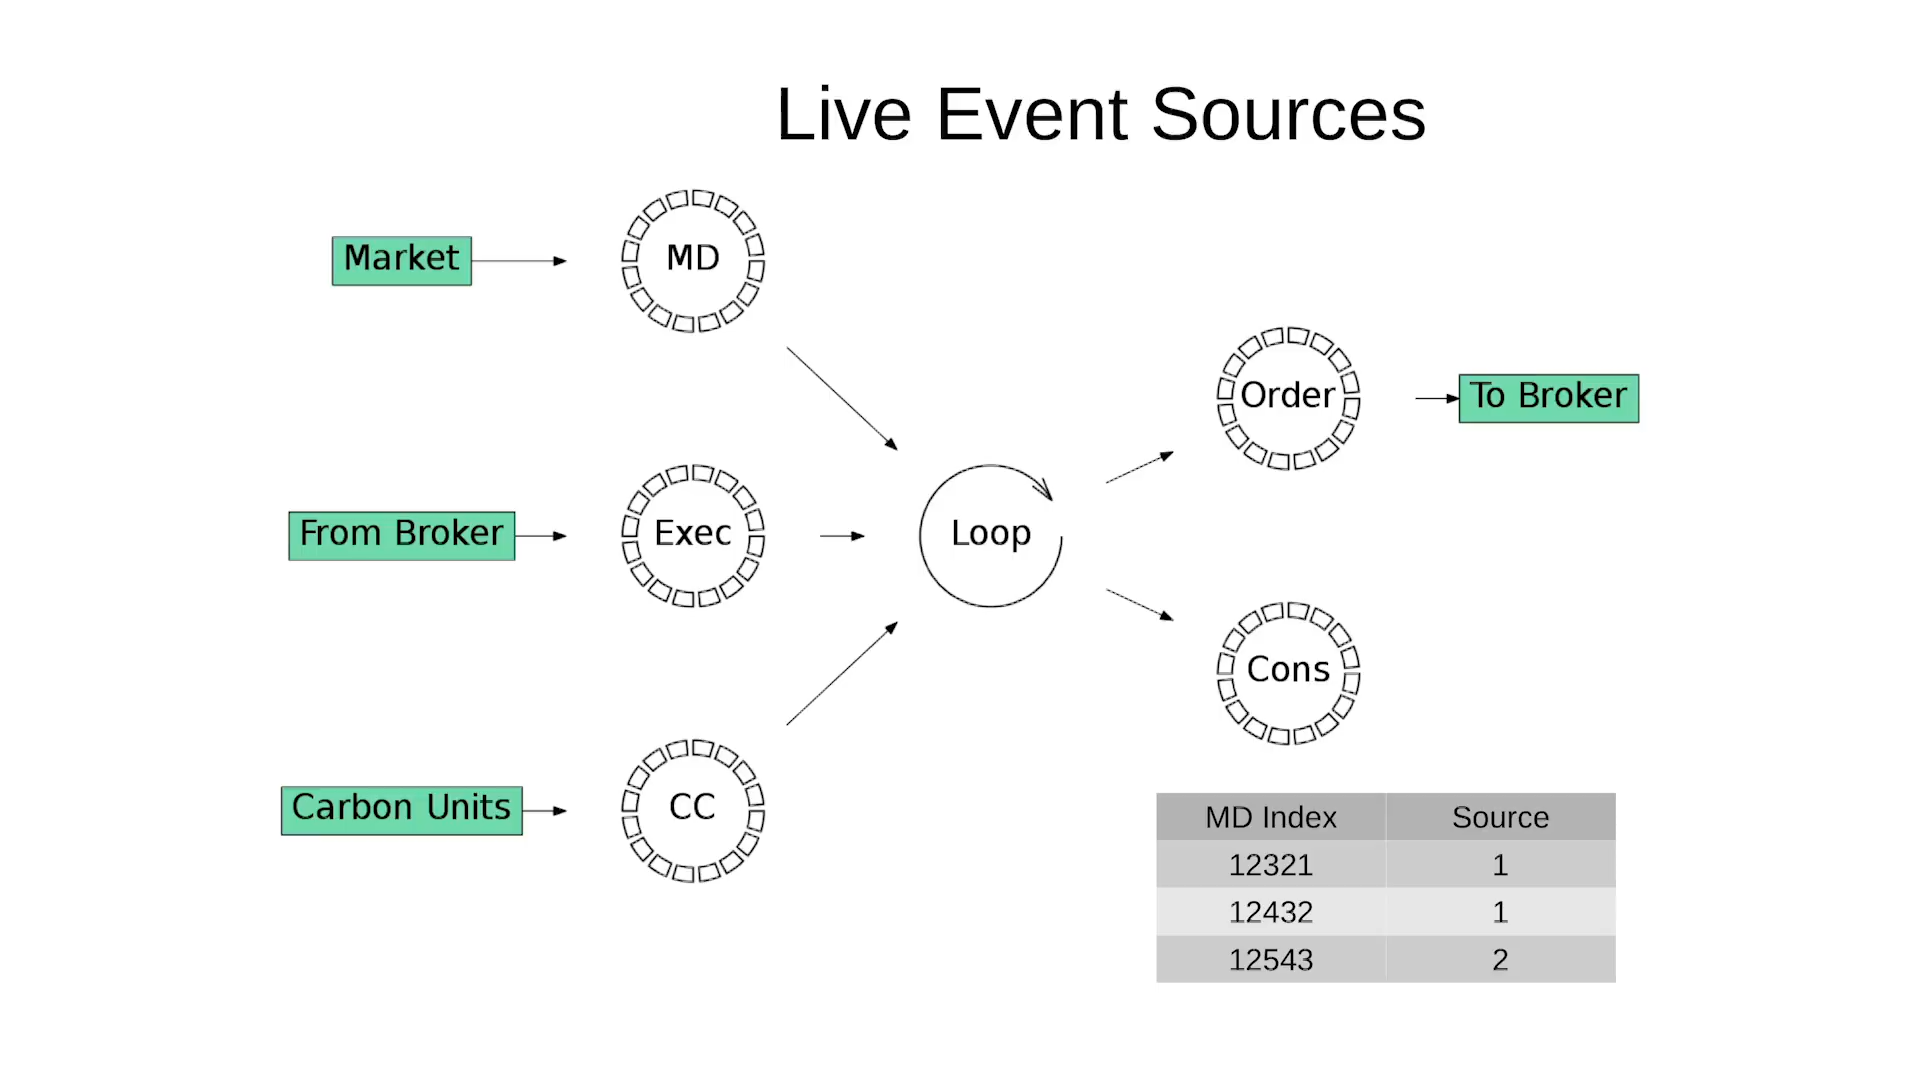 Live Event Sources
Market
MD
Order
To Broker
From Broker
Exec
Loop
Cons
Carbon Units
CC
MD Index Source
12321 1
12432 1
12543 2